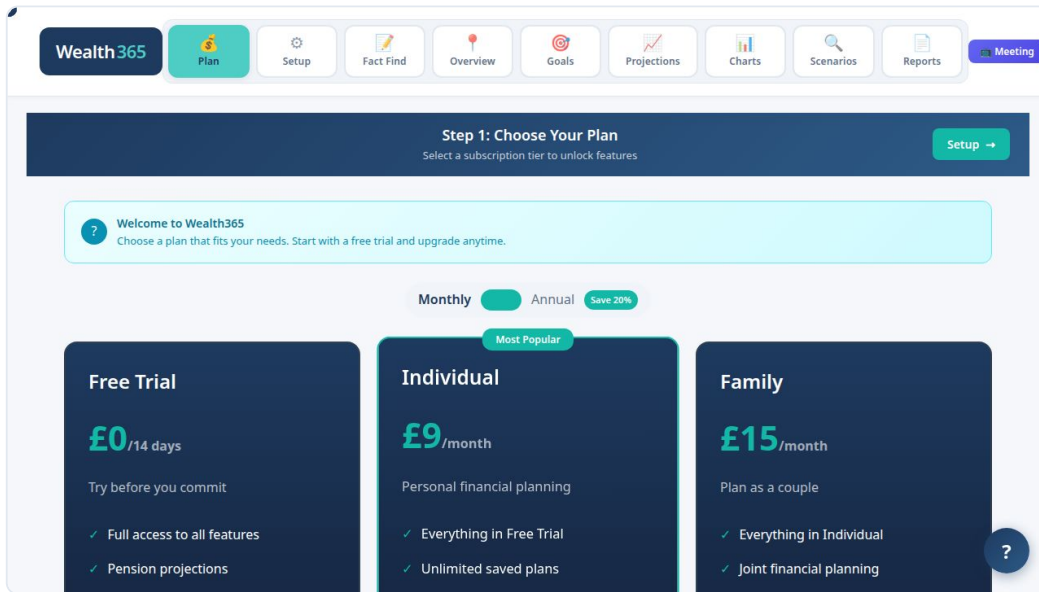 Wealth365
Plan
Setup
Fact Find
Overview
Goals
Projections
Charts
Scenarios
Reports
Meeting
Step 1: Choose Your Plan
Select a subscription tier to unlock features
Setup →
?
Welcome to Wealth365
Choose a plan that fits your needs. Start with a free trial and upgrade anytime.
Monthly
Annual
Save 20%
Free Trial
£0/14 days
Try before you commit
✓ Full access to all features
✓ Pension projections
Most Popular
Individual
£9/month
Personal financial planning
✓ Everything in Free Trial
✓ Unlimited saved plans
Family
£15/month
Plan as a couple
✓ Everything in Individual
✓ Joint financial planning
?